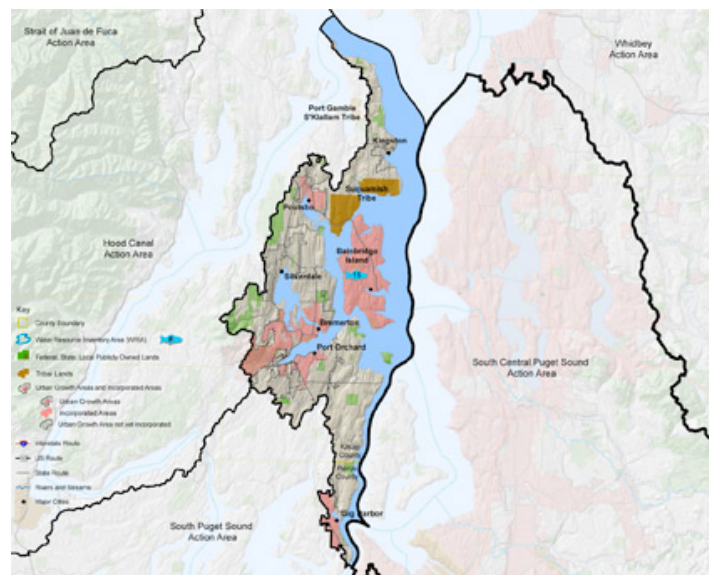 Strait of Juan de Fuca
Action Area
Whidbey
Action Area
Port Gamble
S'Klallam Tribe
Kingston
Suquamish
Tribe
Poulsbo
Hood Canal
Action Area
Bainbridge
Island
Silverdale
15
Key
County Boundary
Water Resource Inventory Area (WRIA)
Federal, State, Local Publicly Owned Lands
Tribal Lands
Urban Growth Areas and Incorporated Areas
Urban Growth Areas
Incorporated Areas
Urban Growth Area not yet incorporated
Interstate Route
US Route
State Route
Rivers and Streams
Major Cities
Bremerton
Port Orchard
South Central Puget Sound
Action Area
Kitsap
County
Pierce
County
Gig Harbor
South Puget Sound
Action Area